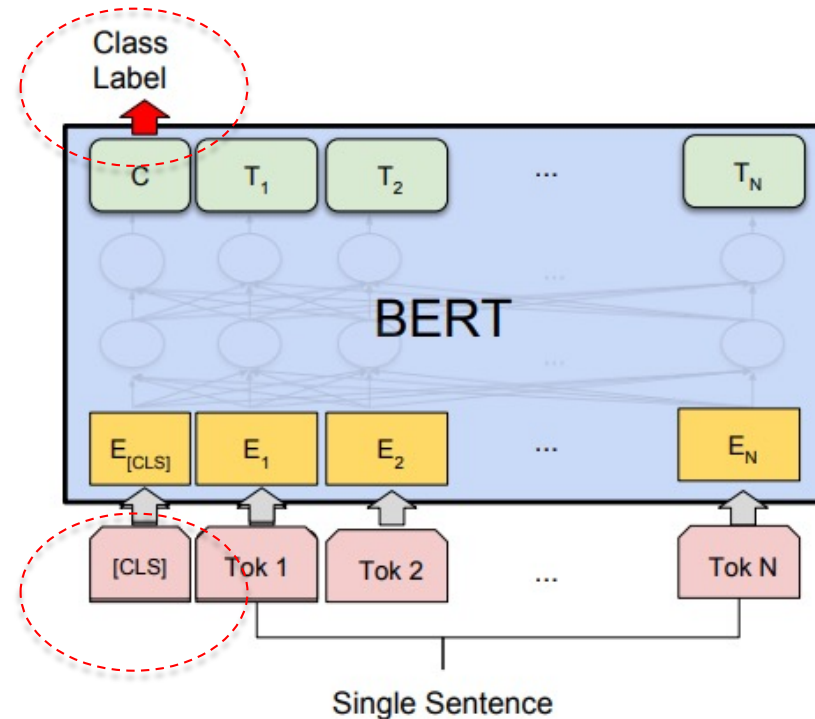 Class
Label
C T1 T2 ... TN
...
BERT
...
E[CLS] E1 E2 ... EN
[CLS] Tok 1 Tok 2 ... Tok N
Single Sentence